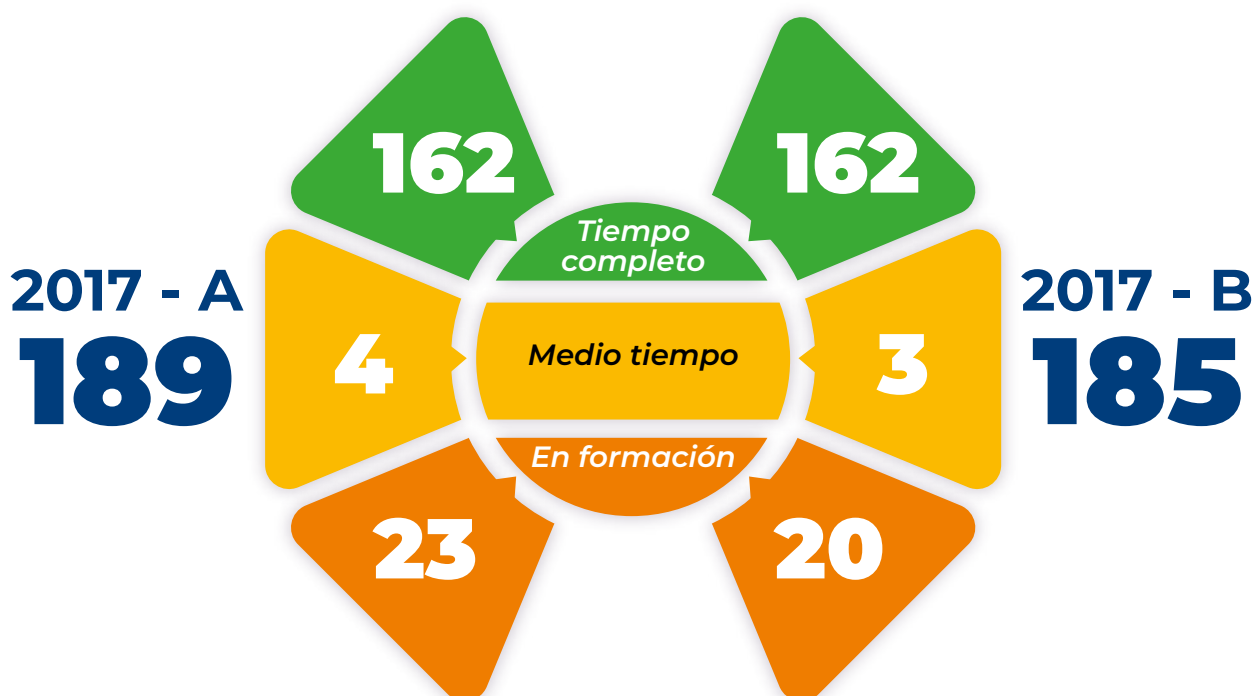 162
162
Tiempo
completo
2017 - A
189
2017 - B
185
4
Medio tiempo
3
En formación
23
20